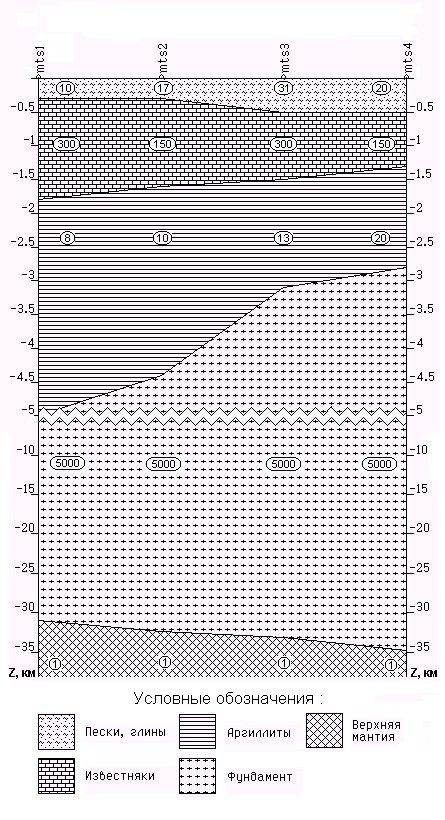 mts1 mts2 mts3 mts4
10 17 31 20
-0.5 -0.5
-1 -1
300 150 300 150
-1.5 -1.5
-2 -2
8 10 13 20
-2.5 -2.5
-3 -3
-3.5 -3.5
-4 -4
-4.5 -4.5
-5 -5
-10 -10
5000 5000 5000 5000
-15 -15
-20 -20
-25 -25
-30 -30
-35 -35
1 1 1 1
Z, км Z, км
Условные обозначения :
Пески, глины Аргиллиты Верхняя
мантия
Известняки Фундамент